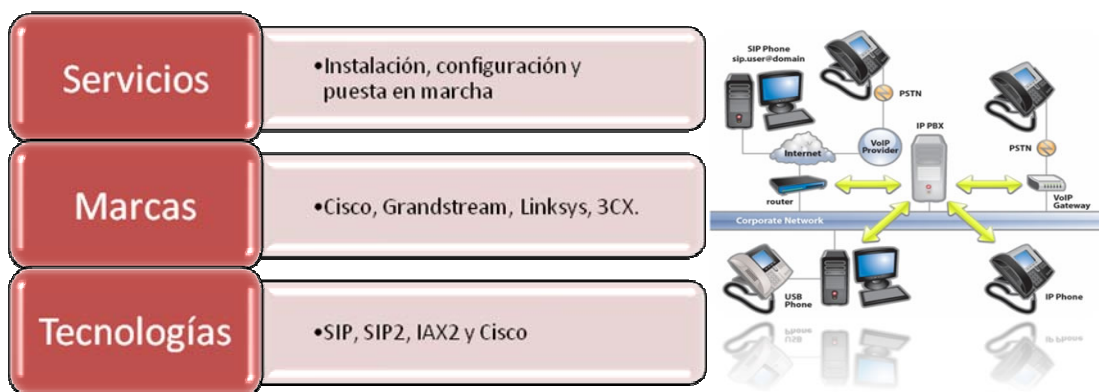 Servicios
•Instalación, configuración y
puesta en marcha
Marcas
•Cisco, Grandstream, Linksys, 3CX.
Tecnologías
•SIP, SIP2, IAX2 y Cisco
SIP Phone
sip.user@domain
PSTN
IP PBX
Internet
VoIP
Provider
PSTN
router
VoIP
Gateway
Corporate Network
USB
Phone
IP Phone